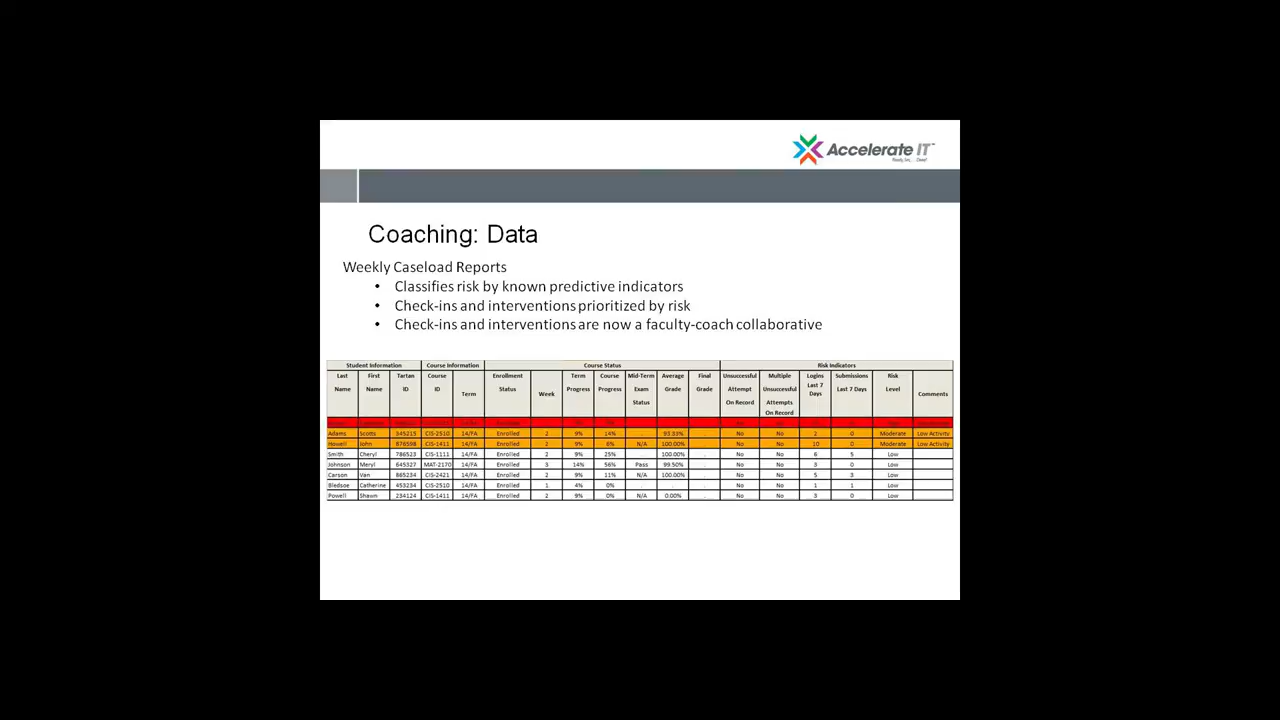 Accelerate IT
Coaching: Data
Weekly Caseload Reports
• Classifies risk by known predictive indicators
• Check-ins and interventions prioritized by risk
• Check-ins and interventions are now a faculty-coach collaborative
Student Information Course Information Course Status Risk Indicators
Last Name First Name Tartan ID Course ID Term Enrollment Status Week Term Progress Course Progress Mid-Term Exam Status Average Grade Final Grade Unsuccessful Attempt On Record Multiple Unsuccessful Attempts On Record Logins Last 7 Days Submissions Last 7 Days Risk Level Comments
Adams Scotts 345215 CIS-2510 14/FA Enrolled 2 9% 14% 93.83% . No No 2 0 Moderate Low Activity
Howell John 876598 CIS-1411 14/FA Enrolled 2 9% 6% N/A 100.00% . No No 10 0 Moderate Low Activity
Smith Cheryl 786523 CIS-1111 14/FA Enrolled 2 9% 25% . 100.00% . No No 6 5 Low
Johnson Meryl 645327 MAT-2170 14/FA Enrolled 3 14% 56% Pass 99.50% . No No 3 0 Low
Carson Van 865234 CIS-2421 14/FA Enrolled 2 9% 11% N/A 100.00% . No No 5 3 Low
Bledsoe Catherine 453234 CIS-2510 14/FA Enrolled 1 4% 0% . . . No No 1 1 Low
Powell Shawn 234124 CIS-1411 14/FA Enrolled 2 9% 0% N/A 0.00% . No No 3 0 Low